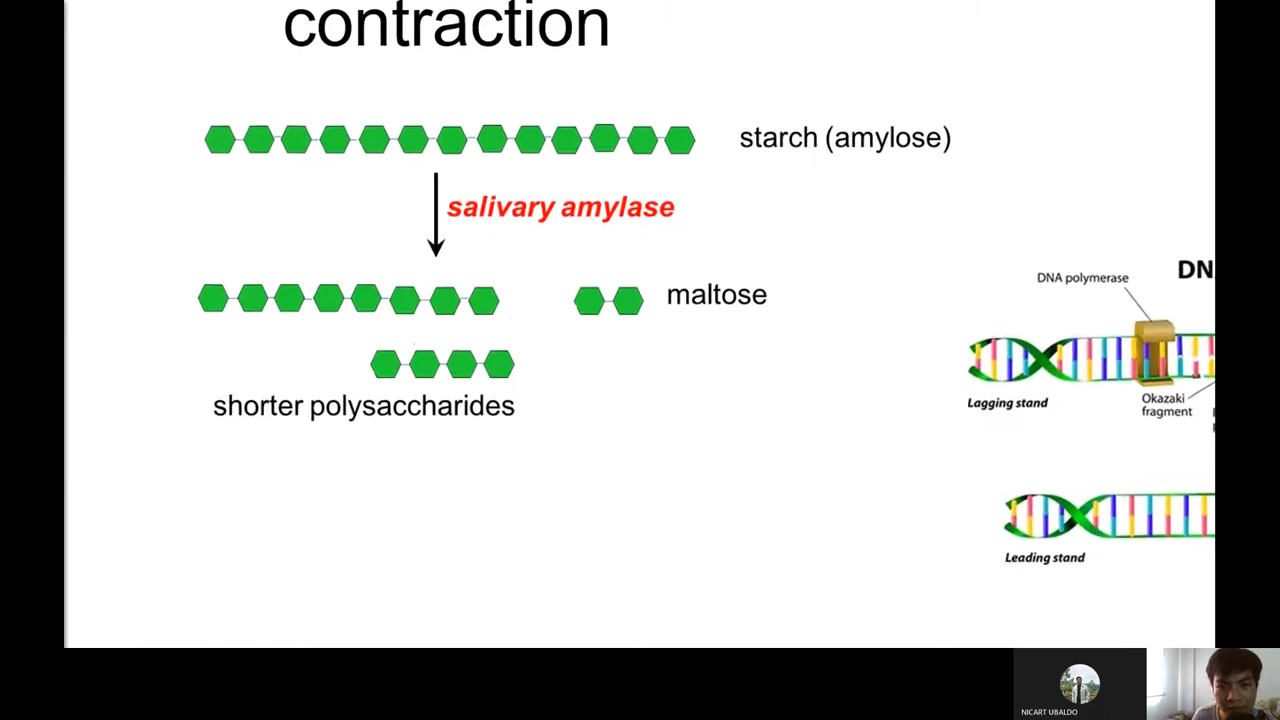 contraction
starch (amylose)
salivary amylase
maltose
shorter polysaccharides
DN
DNA polymerase
Lagging stand
Okazaki
fragment
Leading stand
NICART UBALDO